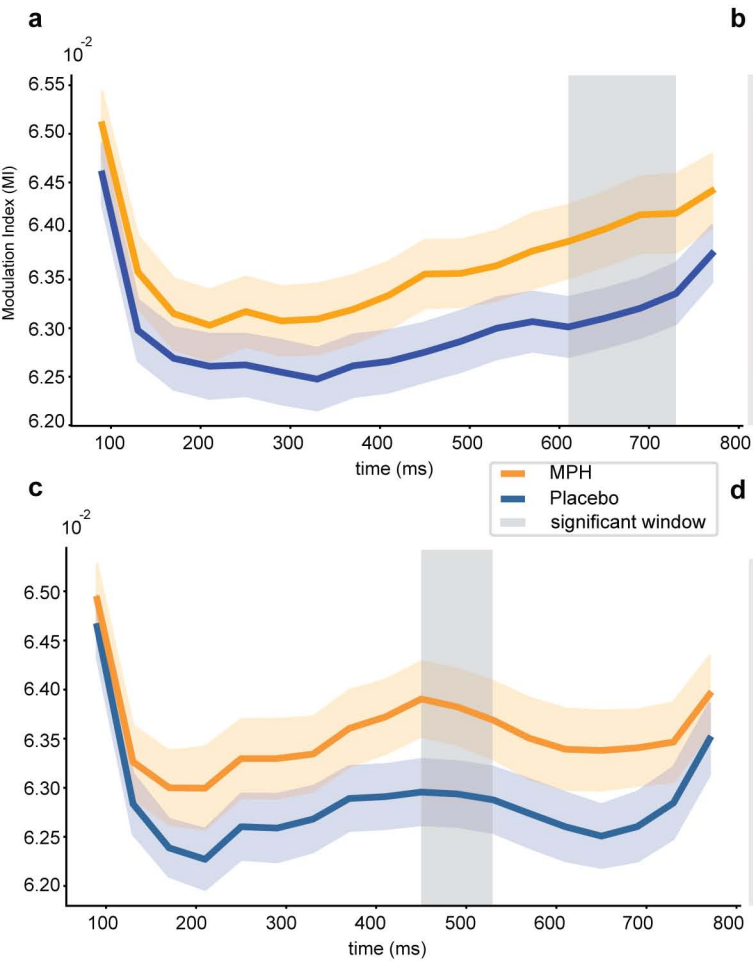 a
b
10-2
6.55
6.50
6.45
6.40
6.35
6.30
6.25
6.20
Modulation Index (MI)
100 200 300 400 500 600 700 800
time (ms)
MPH
Placebo
significant window
c
d
10-2
6.50
6.45
6.40
6.35
6.30
6.25
6.20
100 200 300 400 500 600 700 800
time (ms)